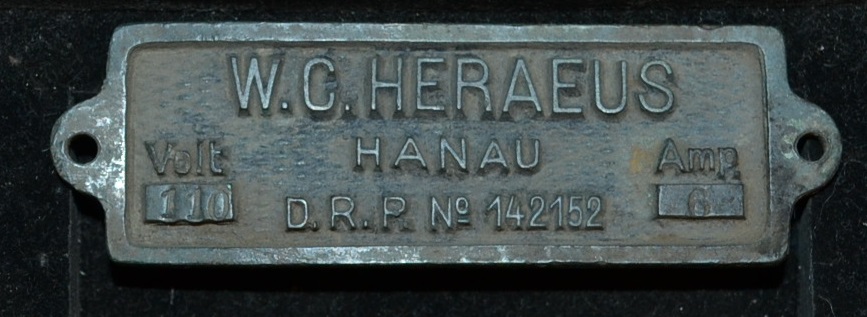 W.C.HERAEUS
HANAU
Volt
110
Amp
6
D.R.P. Nº 142152